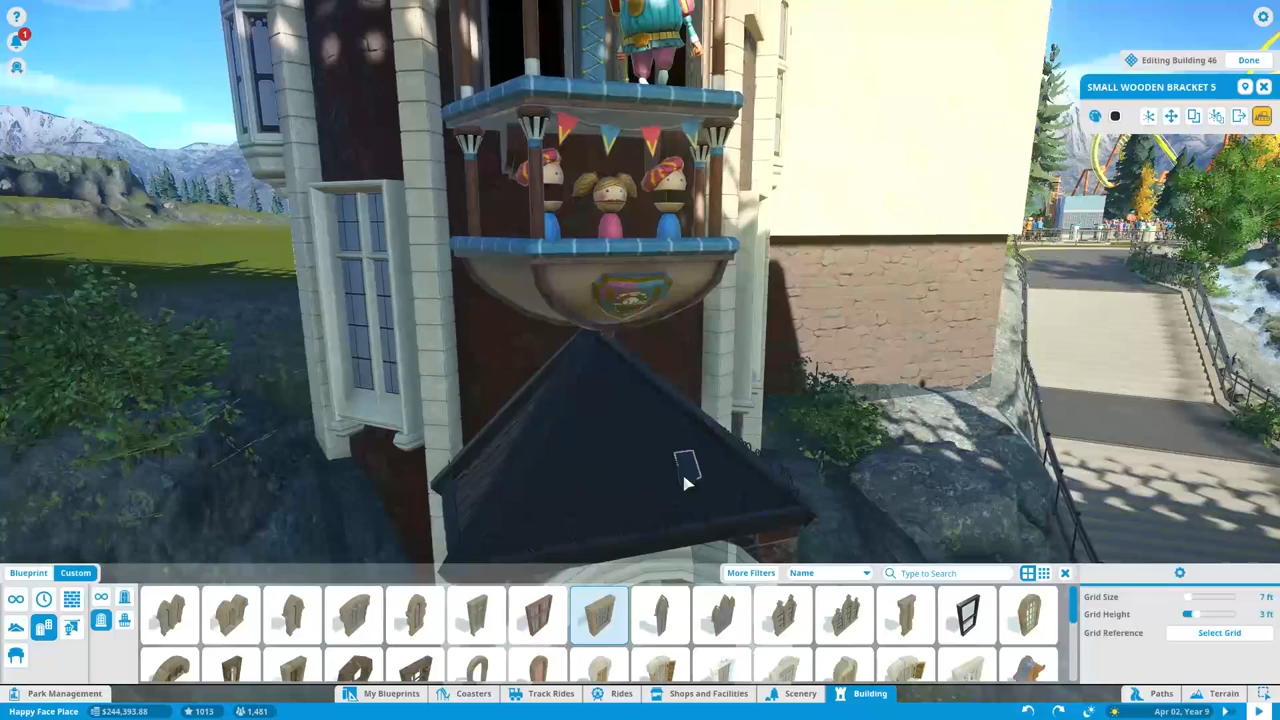 ?
1
Editing Building 46 Done
SMALL WOODEN BRACKET 5
Blueprint Custom More Filters Name Type to Search
Grid Size 7 ft
Grid Height 3 ft
Grid Reference Select Grid
Park Management My Blueprints Coasters Track Rides Rides Shops and Facilities Scenery Building Paths Terrain
Happy Face Place $244,393.88 1013 1,481 Apr 02, Year 9